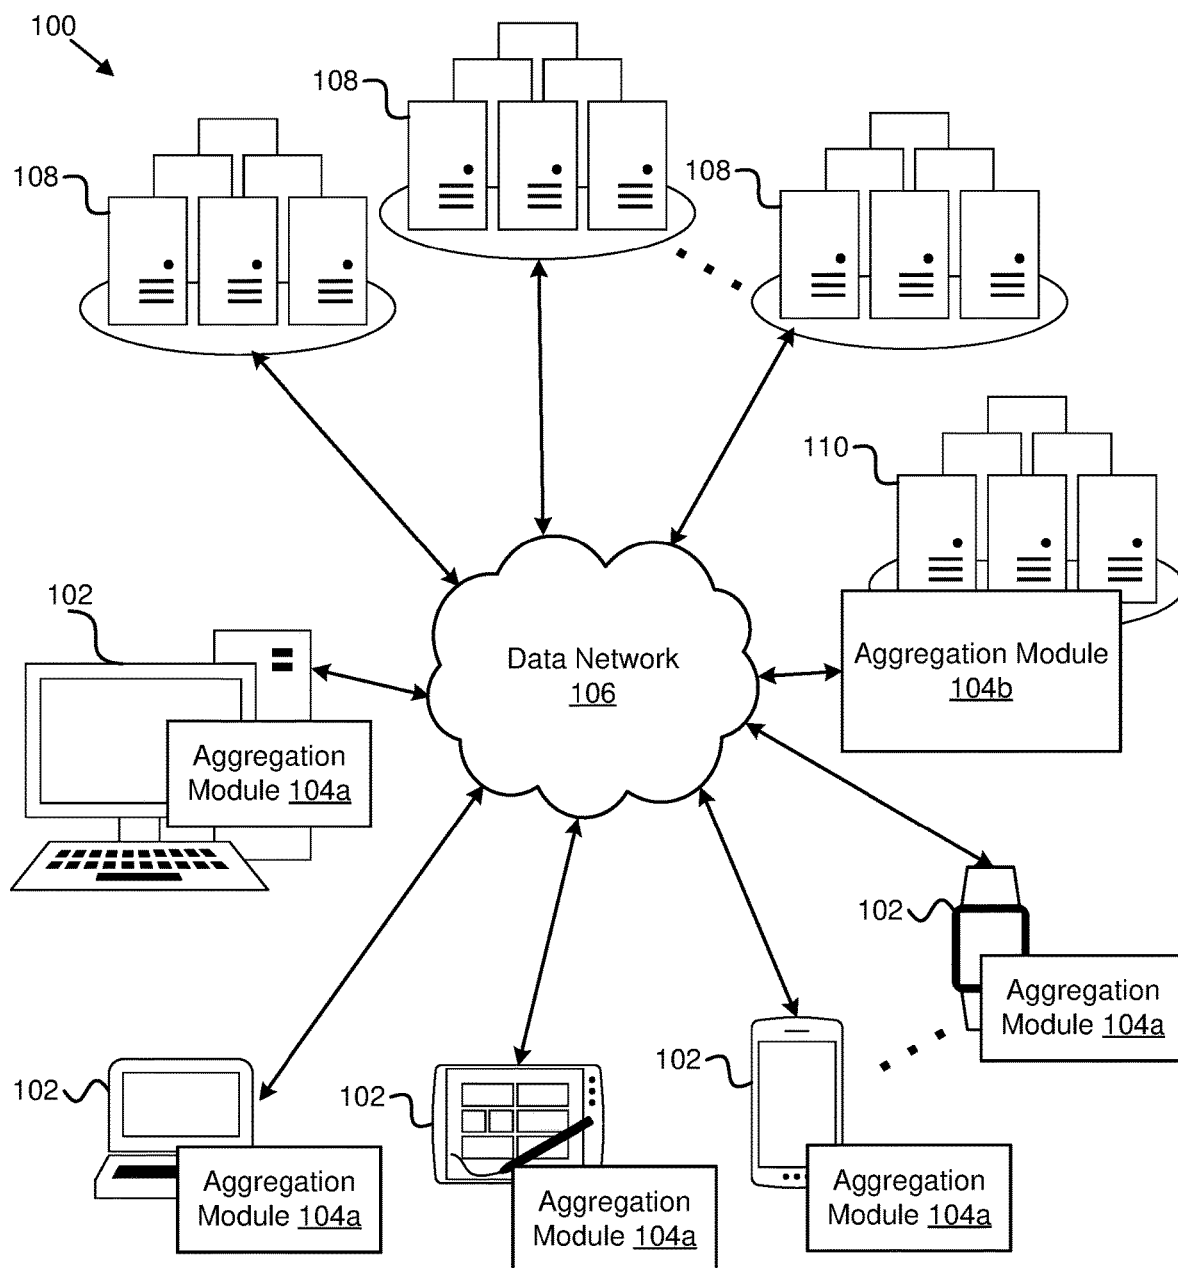 100
108
108
108
110
102
Data Network
106
Aggregation Module
104b
Aggregation
Module 104a
102
Aggregation
Module 104a
102
102
102
Aggregation
Module 104a
Aggregation
Module 104a
Aggregation
Module 104a